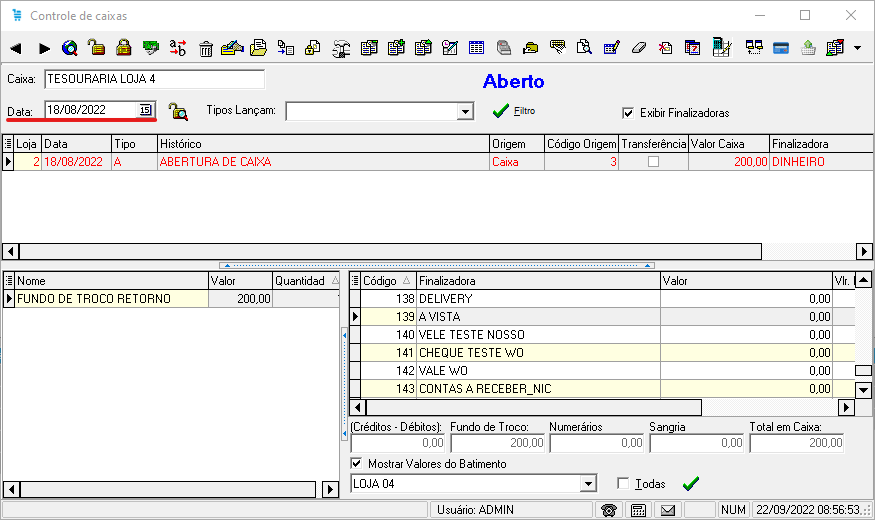 Controle de caixas
Caixa: TESOURARIA LOJA 4
Aberto
Data: 18/08/2022 15 Tipos Lançam: Filtro Exibir Finalizadoras
Loja Data Tipo Histórico Origem Código Origem Transferência Valor Caixa Finalizadora
2 18/08/2022 A ABERTURA DE CAIXA Caixa 3 200,00 DINHEIRO
Nome Valor Quantidad
FUNDO DE TROCO RETORNO 200,00
Código Finalizadora Valor Vlr.
138 DELIVERY 0,00
139 A VISTA 0,00
140 VELE TESTE NOSSO 0,00
141 CHEQUE TESTE WO 0,00
142 VALE WO 0,00
143 CONTAS A RECEBER_NIC 0,00
(Créditos - Débitos): Fundo de Troco: Numerários Sangria Total em Caixa:
0,00 200,00 0,00 0,00 200,00
Mostrar Valores do Batimento
LOJA 04 Todas
Usuário: ADMIN NUM 22/09/2022 08:56:53